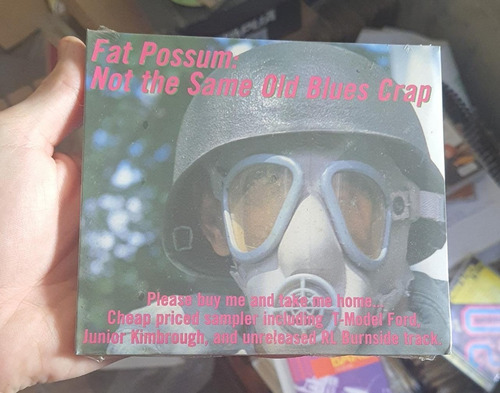 Fat Possum:
Not the Same Old Blues Crap
Please buy me and take me home...
Cheap priced sampler including T-Model Ford,
Junior Kimbrough, and unreleased RL Burnside track.